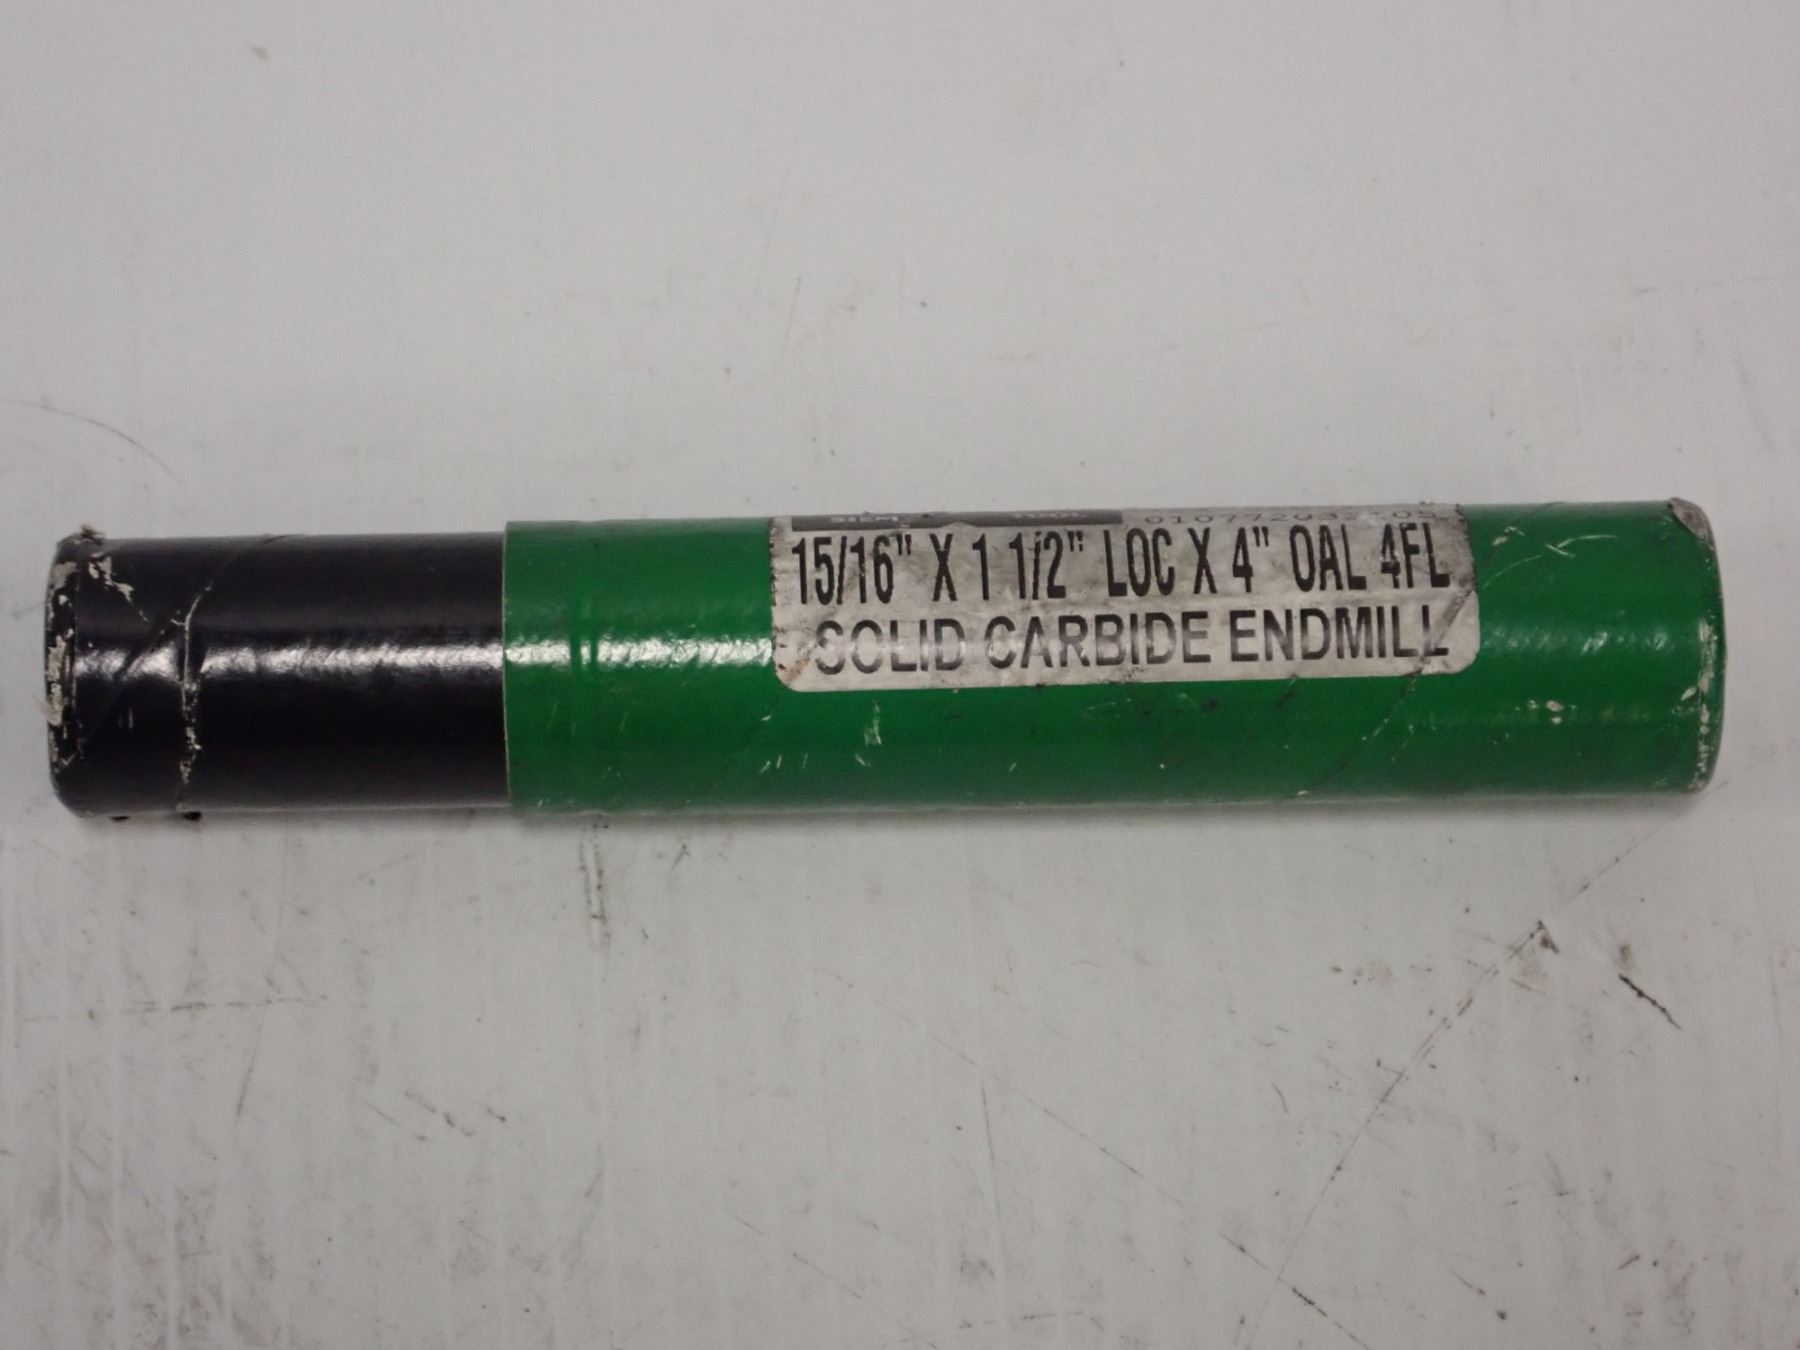 15/16" X 1 1/2" LOC X 4" OAL 4FL
SOLID CARBIDE ENDMILL